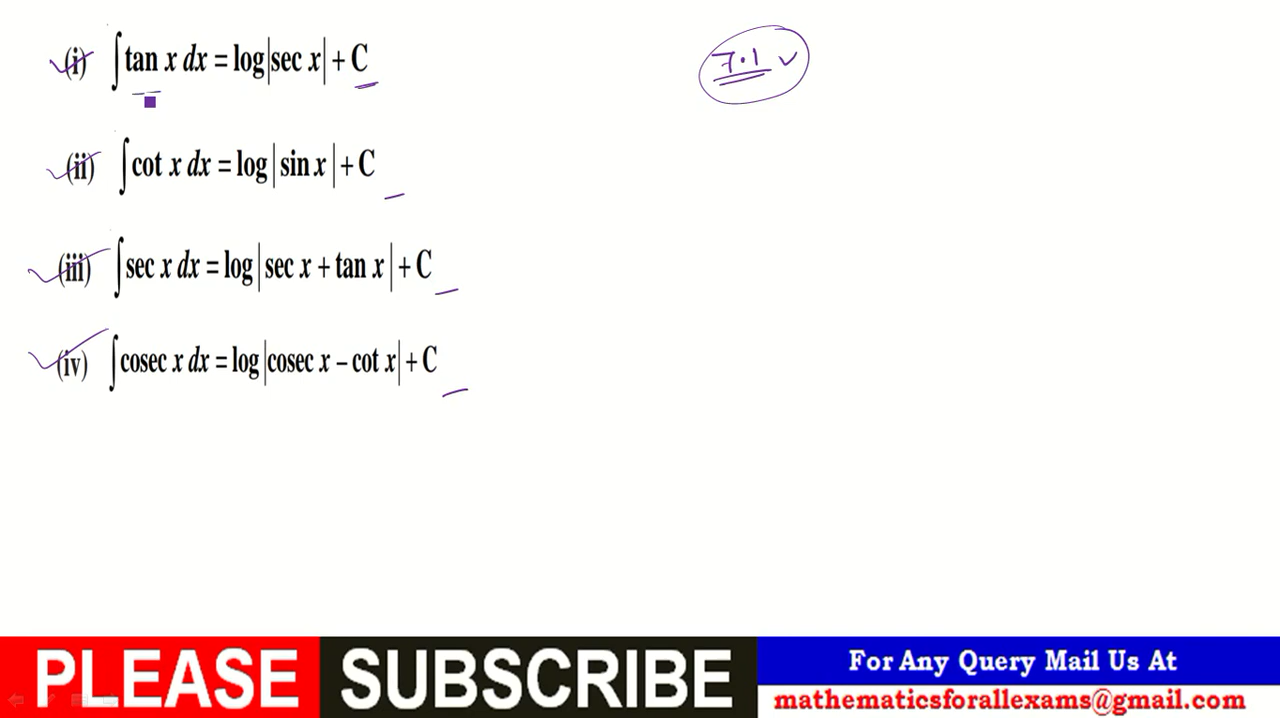 (i) ∫ tan x dx = log|sec x| + C
7.1
(ii) ∫ cot x dx = log|sin x| + C
(iii) ∫ sec x dx = log|sec x + tan x| + C
(iv) ∫ cosec x dx = log|cosec x – cot x| + C
PLEASE SUBSCRIBE
For Any Query Mail Us At
mathematicsforallexams@gmail.com